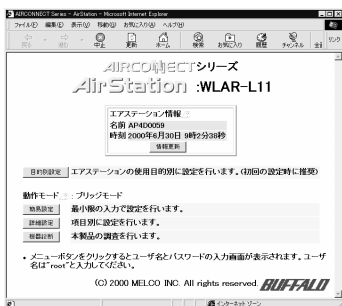 AIRCONNECT Series - AirStation - Microsoft Internet Explorer
ファイル(F) 編集(E) 表示(V) 移動(G) お気に入り(A) ヘルプ(H)
戻る 進む 中止 更新 ホーム 検索 お気に入り 履歴 チャンネル 全画 リンク
AIRCONNECTシリーズ
AirStation :WLAR-L11
エアステーション情報
名前 AP4D0059
時刻 2000年6月30日 9時2分38秒
情報更新
目的別設定 エアステーションの使用目的別に設定を行います。(初回の設定時に推奨)
動作モード : ブリッジモード
簡易設定 最小限の入力で設定を行います。
詳細設定 項目別に設定を行います。
機器診断 本製品の調査を行います。
• メニューボタンをクリックするとユーザ名とパスワードの入力画面が表示されます。ユーザ
名は"root"と入力してください。
(C) 2000 MELCO INC. All rights reserved. BUFFALO
インターネット ゾーン